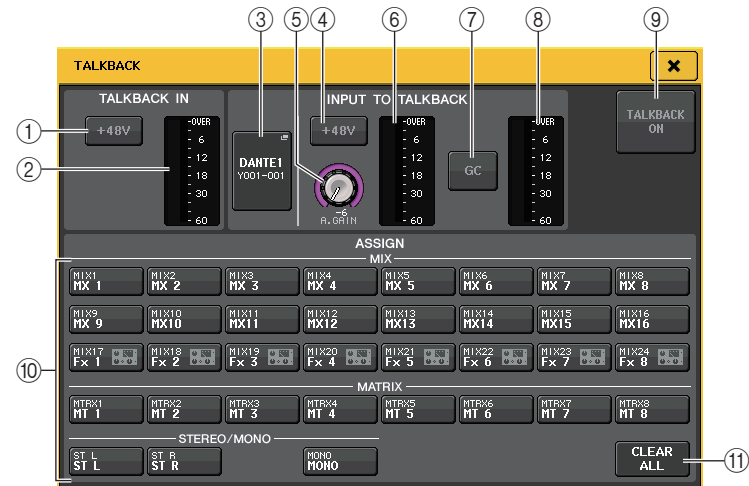 ③ ⑤ ④ ⑥ ⑦ ⑧ ⑨
TALKBACK
TALKBACK IN
INPUT TO TALKBACK
① +48V
②
OVER
6
12
18
30
60
DANTE1
Y001-001
+48V
-6
A.GAIN
OVER
6
12
18
30
60
GC
OVER
6
12
18
30
60
TALKBACK
ON
ASSIGN
MIX
MIX1 MIX2 MIX3 MIX4 MIX5 MIX6 MIX7 MIX8
MX 1 MX 2 MX 3 MX 4 MX 5 MX 6 MX 7 MX 8
MIX9 MIX10 MIX11 MIX12 MIX13 MIX14 MIX15 MIX16
MX 9 MX10 MX11 MX12 MX13 MX14 MX15 MX16
⑩
MIX17 MIX18 MIX19 MIX20 MIX21 MIX22 MIX23 MIX24
Fx 1 Fx 2 Fx 3 Fx 4 Fx 5 Fx 6 Fx 7 Fx 8
MATRIX
MTRX1 MTRX2 MTRX3 MTRX4 MTRX5 MTRX6 MTRX7 MTRX8
MT 1 MT 2 MT 3 MT 4 MT 5 MT 6 MT 7 MT 8
STEREO/MONO
ST L ST R MONO
ST L ST R MONO
CLEAR
ALL
⑪